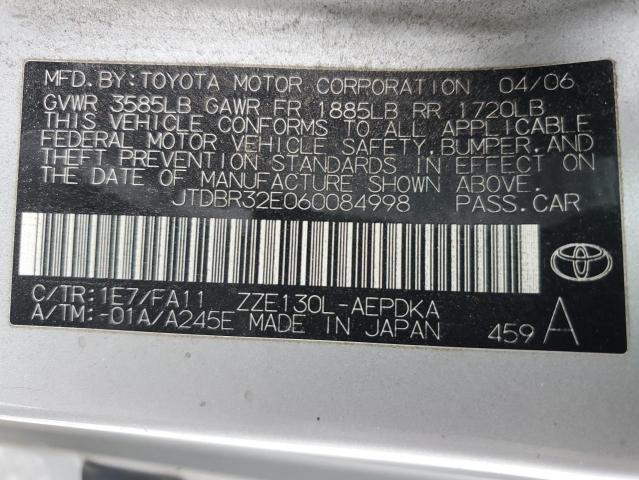 MFD. BY: TOYOTA MOTOR CORPORATION 04/06
GVWR 3585LB GAWR FR 1885LB RR 1720LB
THIS VEHICLE CONFORMS TO ALL APPLICABLE
FEDERAL MOTOR VEHICLE SAFETY, BUMPER, AND
THEFT PREVENTION STANDARDS IN EFFECT ON
THE DATE OF MANUFACTURE SHOWN ABOVE.
JTDBR32E060084998 PASS. CAR
C/TR: 1E7/FA11 ZZE130L-AEPDKA
A/TM: -01A/A245E MADE IN JAPAN 459 A